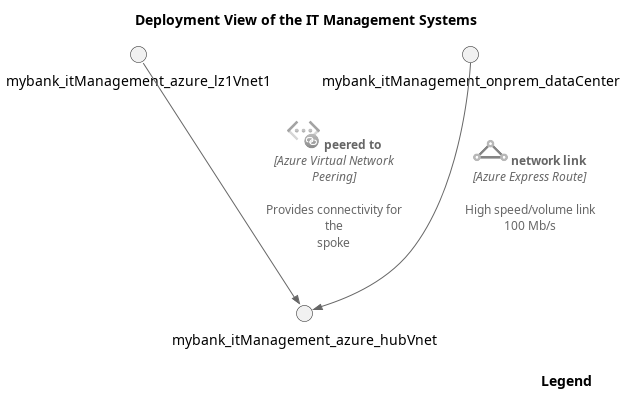 Deployment View of the IT Management Systems
mybank_itManagement_azure_lz1Vnet1
mybank_itManagement_onprem_dataCenter
peered to
[Azure Virtual Network
Peering]
Provides connectivity for
the
spoke
network link
[Azure Express Route]
High speed/volume link
100 Mb/s
mybank_itManagement_azure_hubVnet
Legend